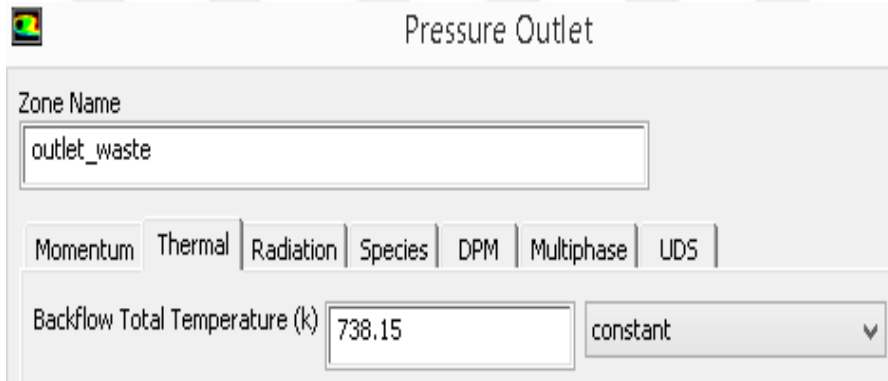 Pressure Outlet
Zone Name
outlet_waste
Momentum Thermal Radiation Species DPM Multiphase UDS
Backflow Total Temperature (k) 738.15 constant